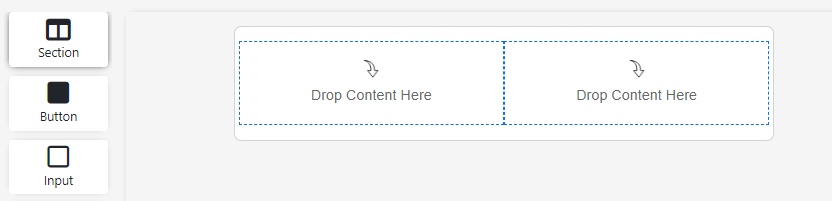 Section
Button
Input
Drop Content Here
Drop Content Here